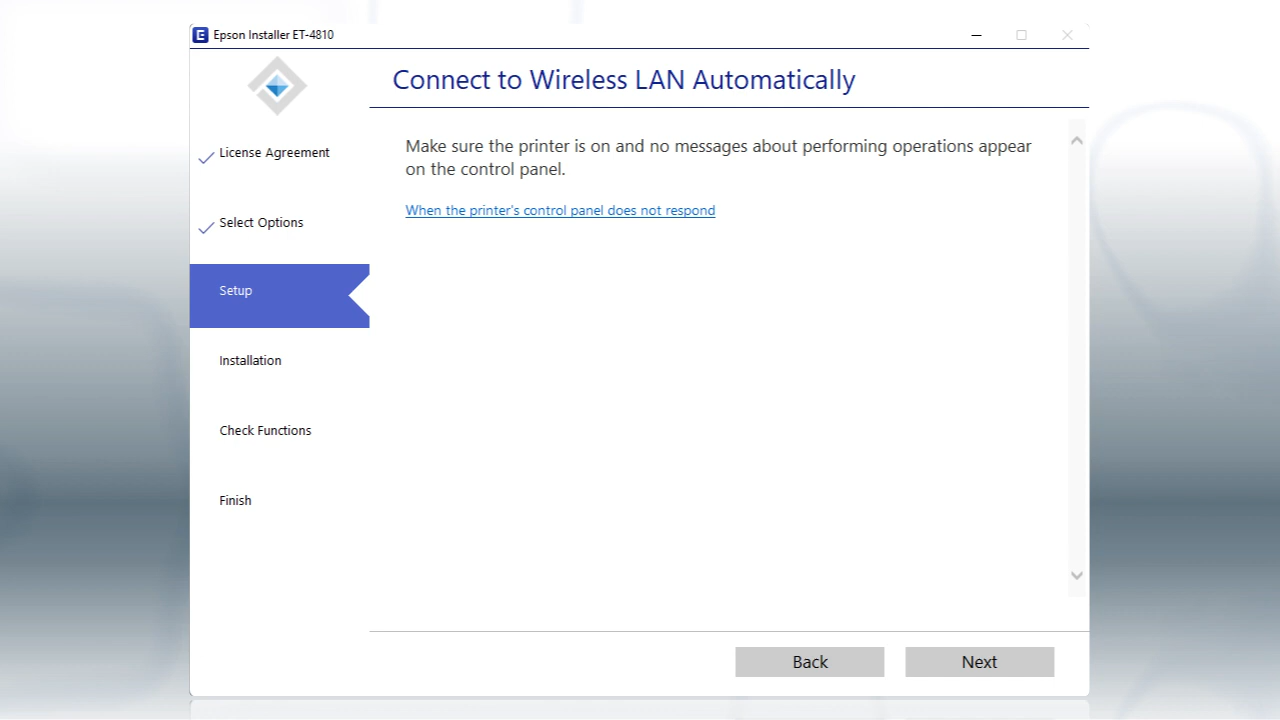 Epson Installer ET-4810
Connect to Wireless LAN Automatically
License Agreement
Select Options
Setup
Installation
Check Functions
Finish
Make sure the printer is on and no messages about performing operations appear
on the control panel.
When the printer's control panel does not respond
Back
Next